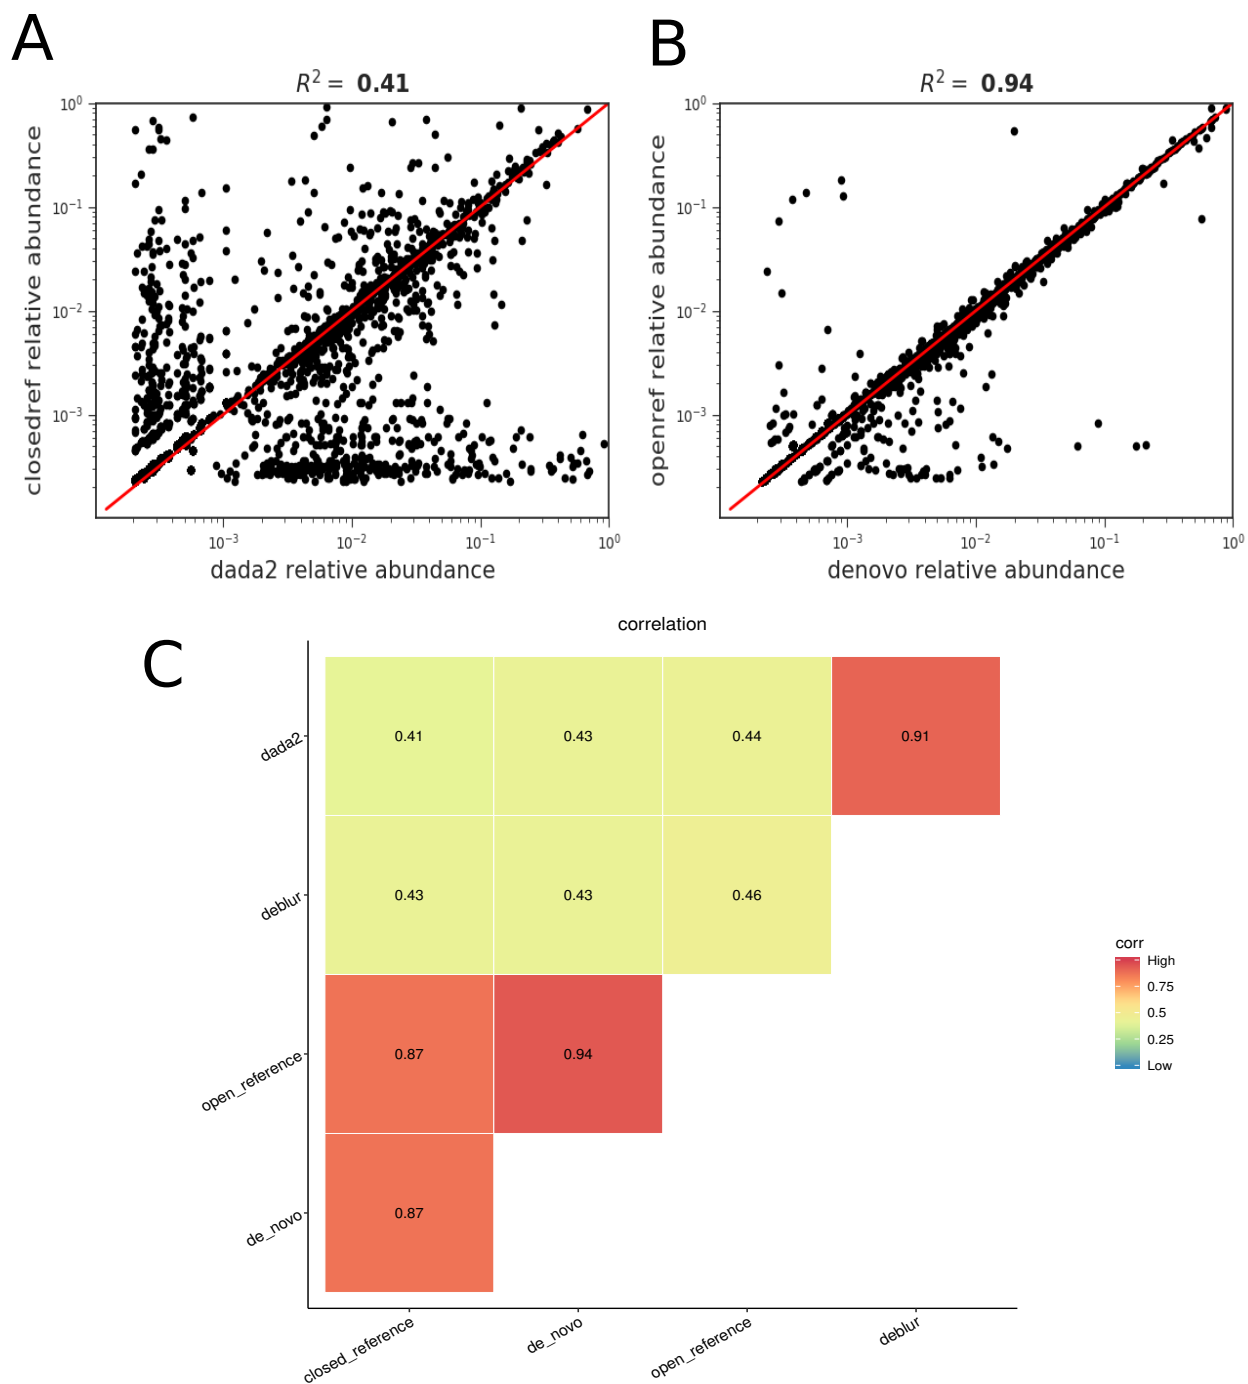 A
B
R² = 0.41
R² = 0.94
closedref relative abundance
10⁰
10⁻¹
10⁻²
10⁻³
10⁻³
10⁻²
10⁻¹
10⁰
dada2 relative abundance
openref relative abundance
10⁰
10⁻¹
10⁻²
10⁻³
10⁻³
10⁻²
10⁻¹
10⁰
denovo relative abundance
C
correlation
dada2
0.41
0.43
0.44
0.91
deblur
0.43
0.43
0.46
open_reference
0.87
0.94
de_novo
0.87
closed_reference
de_novo
open_reference
deblur
corr
High
0.75
0.5
0.25
Low